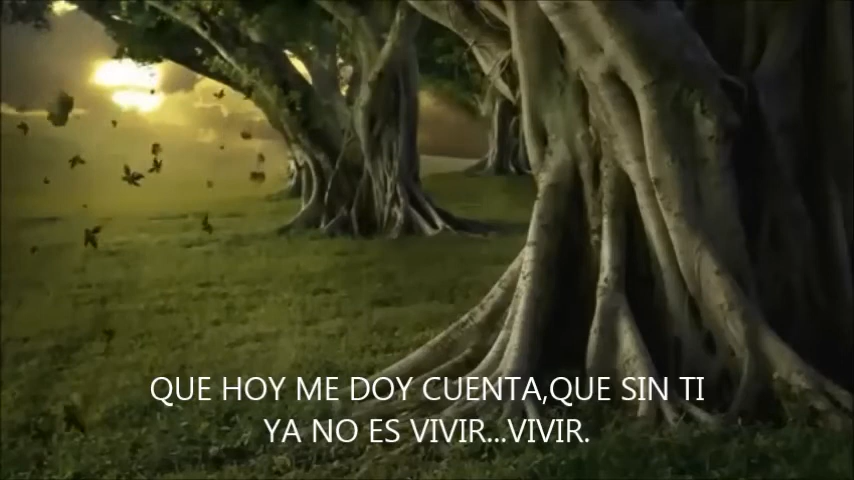 QUE HOY ME DOY CUENTA,QUE SIN TI
YA NO ES VIVIR...VIVIR.